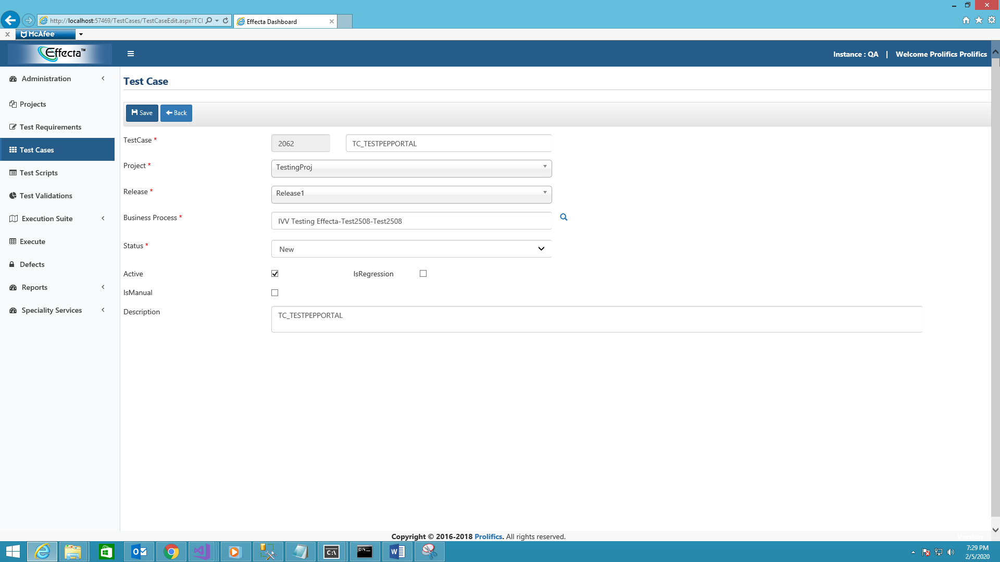 http://localhost:57469/TestCases/TestCaseEdit.aspx?TCI
Effecta Dashboard
McAfee
Effecta™
Instance : QA | Welcome Prolifics Prolifics
Administration
Projects
Test Requirements
Test Cases
Test Scripts
Test Validations
Execution Suite
Execute
Defects
Reports
Speciality Services
Test Case
Save
Back
TestCase *
2062
TC_TESTPEPPORTAL
Project *
TestingProj
Release *
Release1
Business Process *
IVV Testing Effecta-Test2508-Test2508
Status *
New
Active
IsRegression
IsManual
Description
TC_TESTPEPPORTAL
Copyright © 2016-2018 Prolifics. All rights reserved.
7:29 PM
2/5/2020